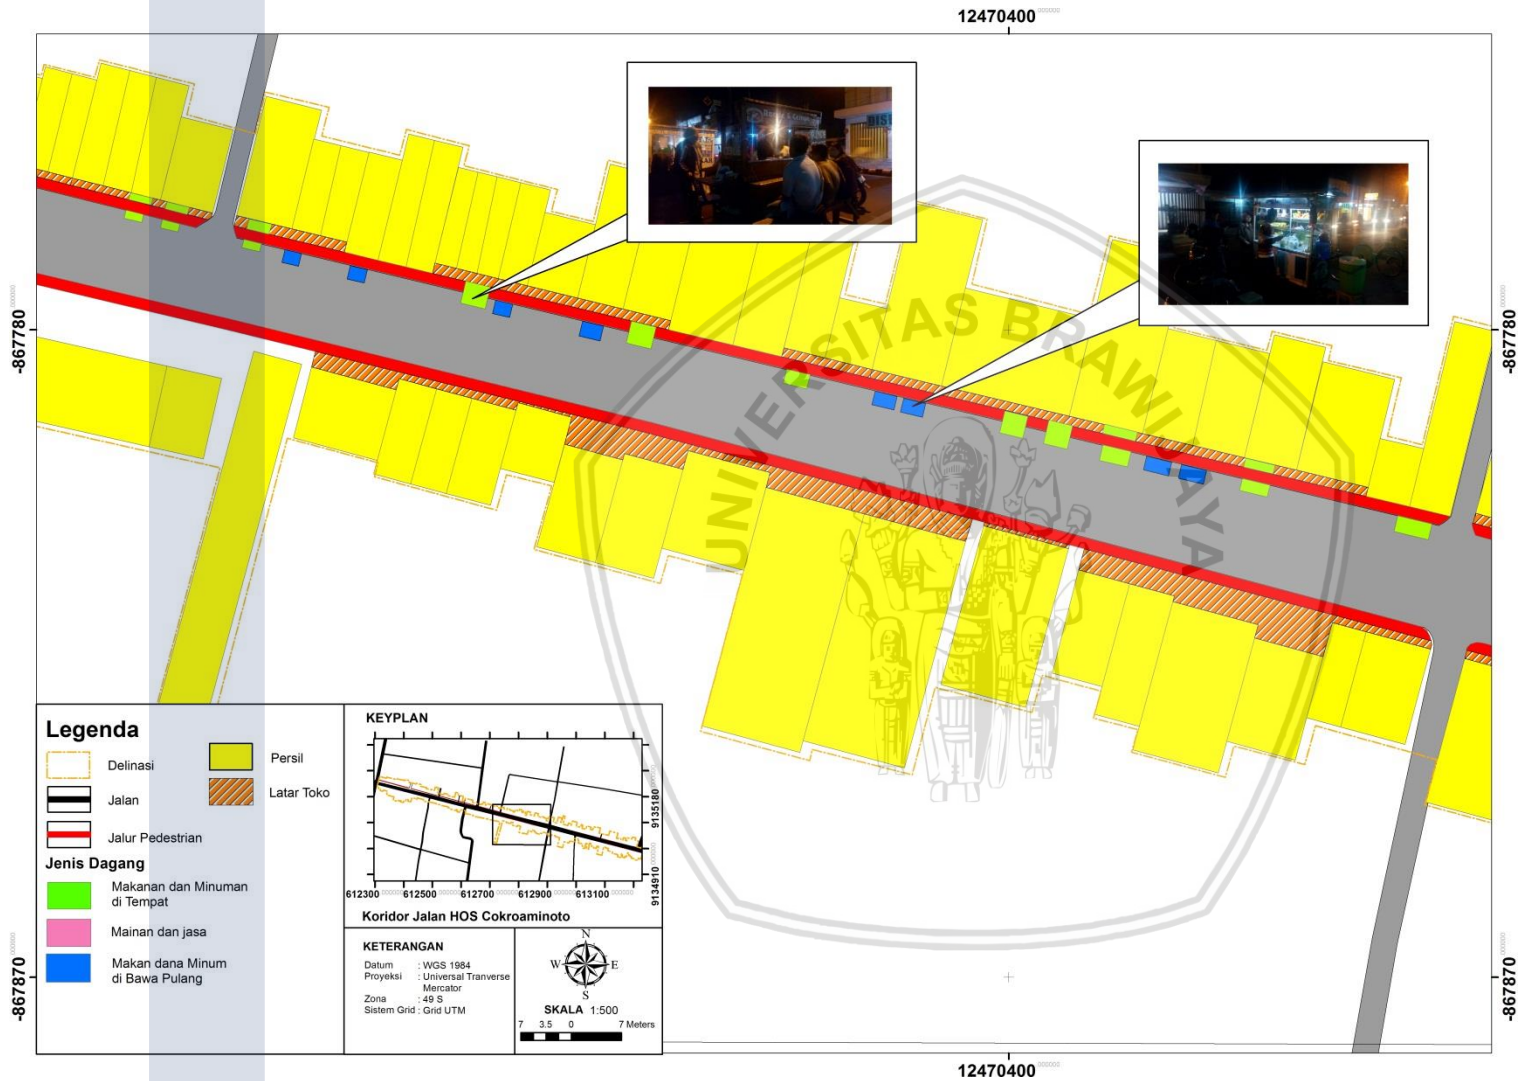 12470400
-867780
-867780
UNIVERSITAS BRAWIJAYA
Legenda
Delinasi
Jalan
Jalur Pedestrian
Persil
Latar Toko
Jenis Dagang
Makanan dan Minuman
di Tempat
Mainan dan jasa
Makan dana Minum
di Bawa Pulang
KEYPLAN
9135180
9134910
612300 612500 612700 612900 613100
Koridor Jalan HOS Cokroaminoto
KETERANGAN
Datum : WGS 1984
Proyeksi : Universal Tranverse
Mercator
Zona : 49 S
Sistem Grid : Grid UTM
N
W E
S
SKALA 1:500
7 3.5 0 7 Meters
-867870
-867870
12470400